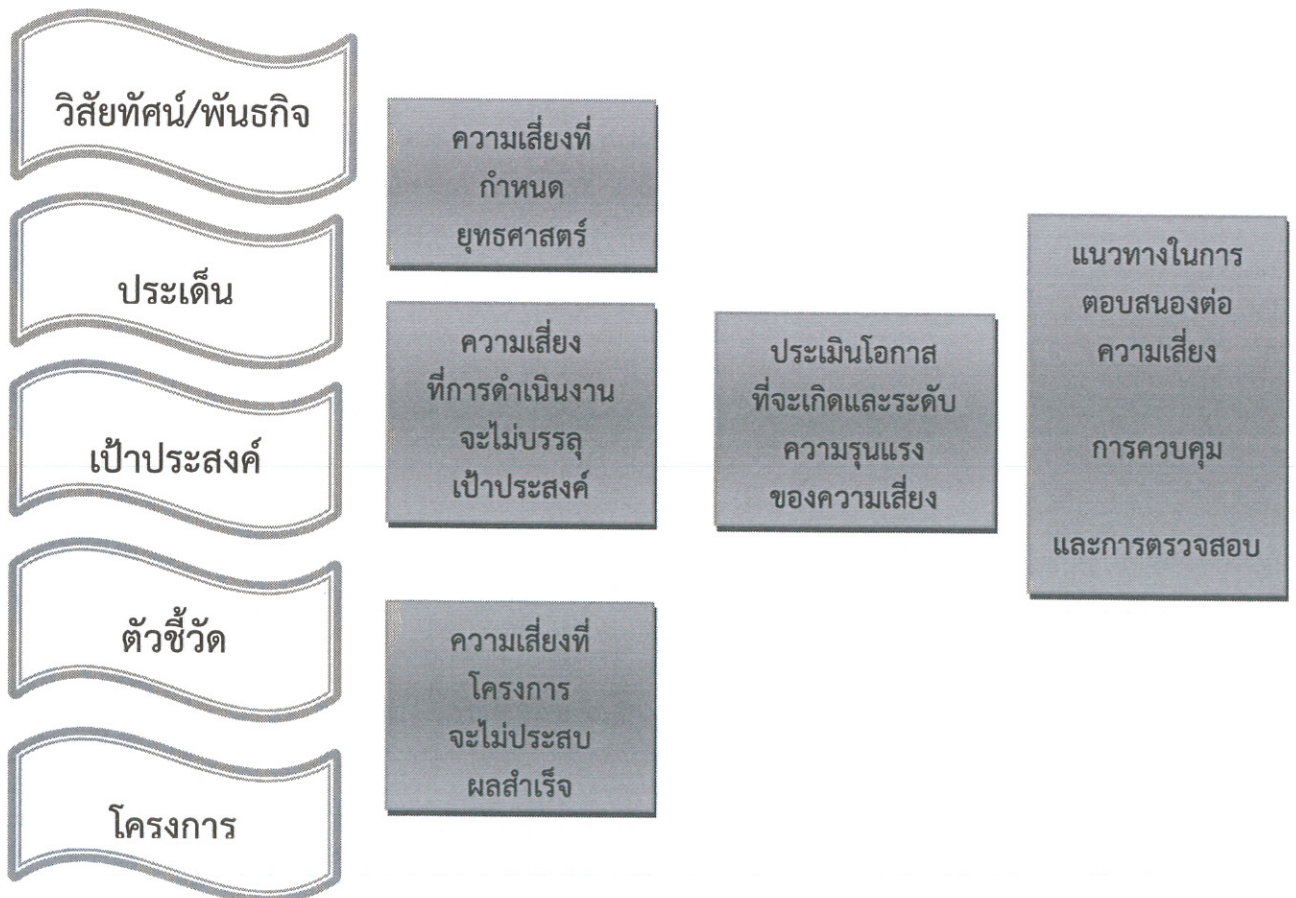 วิสัยทัศน์/พันธกิจ
ประเด็น
เป้าประสงค์
ตัวชี้วัด
โครงการ
ความเสี่ยงที่
กำหนด
ยุทธศาสตร์
ความเสี่ยง
ที่การดำเนินงาน
จะไม่บรรลุ
เป้าประสงค์
ความเสี่ยงที่
โครงการ
จะไม่ประสบ
ผลสำเร็จ
ประเมินโอกาส
ที่จะเกิดและระดับ
ความรุนแรง
ของความเสี่ยง
แนวทางในการ
ตอบสนองต่อ
ความเสี่ยง
การควบคุม
และการตรวจสอบ